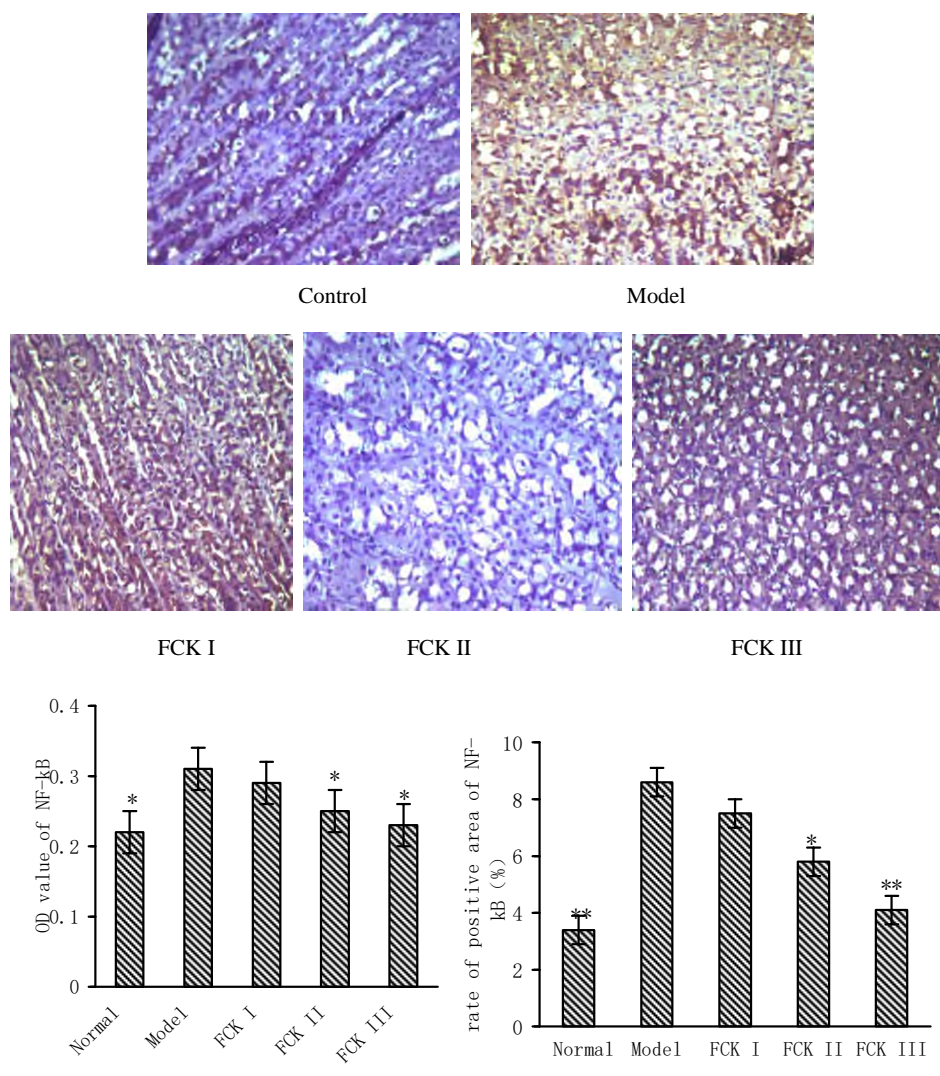 Control Model
FCK I FCK II FCK III
0.4
0.3
0.2
0.1
0
OD value of NF-kB
*
*
*
Normal Model FCK I FCK II FCK III
10
8
6
4
2
0
rate of positive area of NF-
kB (%)
**
*
**
Normal Model FCK I FCK II FCK III